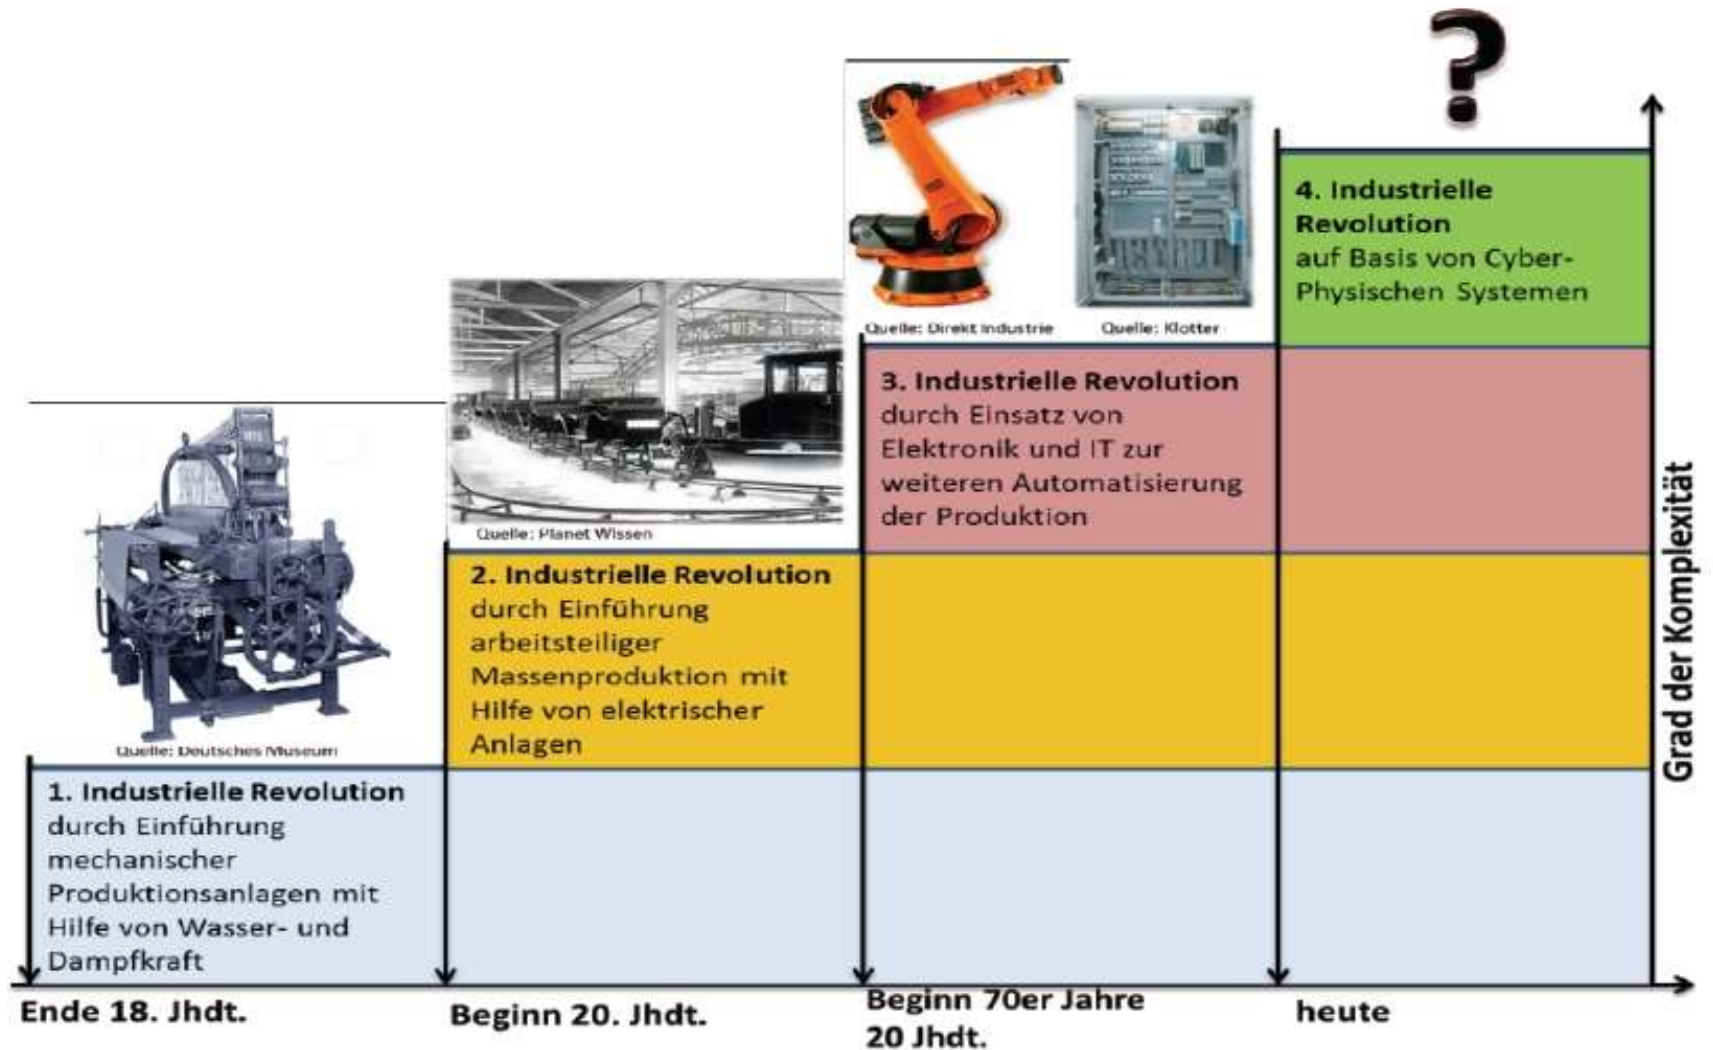 ?
4. Industrielle
Revolution
auf Basis von Cyber-
Physischen Systemen
Quelle: Direkt Industrie
Quelle: Klotter
3. Industrielle Revolution
durch Einsatz von
Elektronik und IT zur
weiteren Automatisierung
der Produktion
Quelle: Planet Wissen
2. Industrielle Revolution
durch Einführung
arbeitsteiliger
Massenproduktion mit
Hilfe von elektrischer
Anlagen
Quelle: Deutsches Museum
1. Industrielle Revolution
durch Einführung
mechanischer
Produktionsanlagen mit
Hilfe von Wasser- und
Dampfkraft
Grad der Komplexität
Ende 18. Jhdt.
Beginn 20. Jhdt.
Beginn 70er Jahre
20 Jhdt.
heute